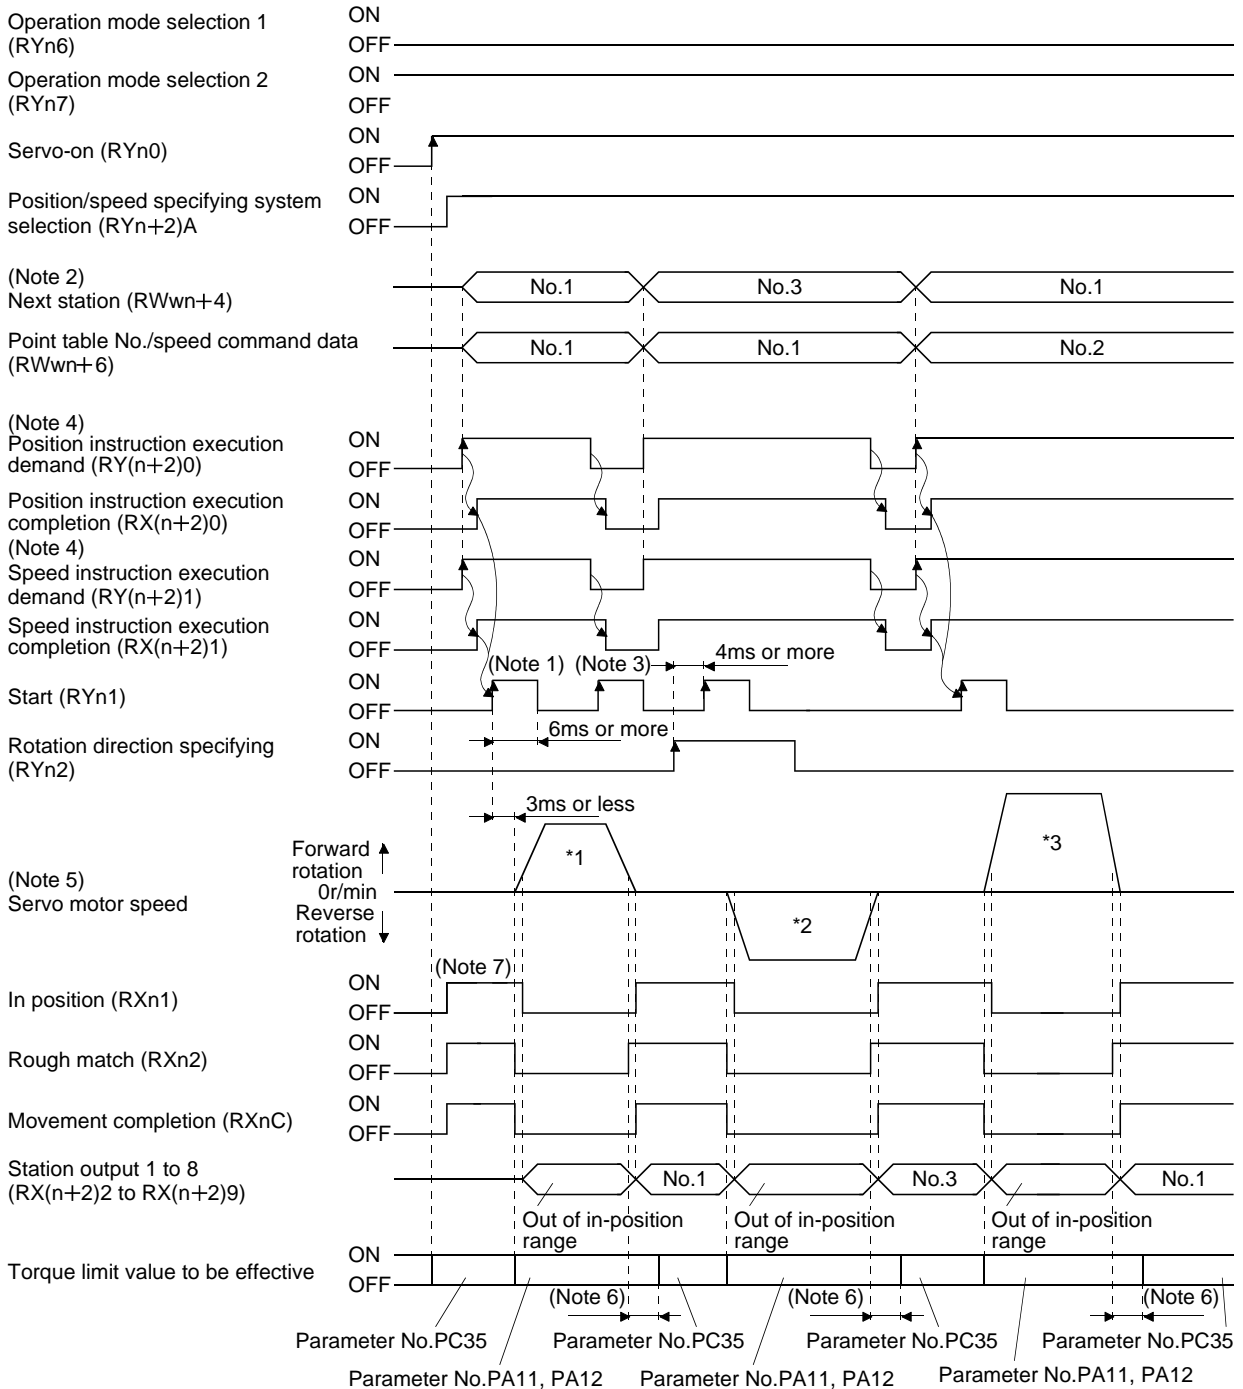 Operation mode selection 1
(RYn6)
ON
OFF
Operation mode selection 2
(RYn7)
ON
OFF
Servo-on (RYn0)
ON
OFF
Position/speed specifying system
selection (RYn+2)A
ON
OFF
(Note 2)
Next station (RWwn+4)
No.1
No.3
No.1
Point table No./speed command data
(RWwn+6)
No.1
No.1
No.2
(Note 4)
Position instruction execution
demand (RY(n+2)0)
ON
OFF
Position instruction execution
completion (RX(n+2)0)
ON
OFF
(Note 4)
Speed instruction execution
demand (RY(n+2)1)
ON
OFF
Speed instruction execution
completion (RX(n+2)1)
ON
OFF
(Note 1) (Note 3) 4ms or more
Start (RYn1)
ON
OFF
6ms or more
Rotation direction specifying
(RYn2)
ON
OFF
3ms or less
(Note 5)
Servo motor speed
Forward
rotation
0r/min
Reverse
rotation
*1
*2
*3
(Note 7)
In position (RXn1)
ON
OFF
Rough match (RXn2)
ON
OFF
Movement completion (RXnC)
ON
OFF
Station output 1 to 8
(RX(n+2)2 to RX(n+2)9)
No.1
No.3
No.1
Out of in-position
range
Out of in-position
range
Out of in-position
range
Torque limit value to be effective
ON
OFF
(Note 6)
(Note 6)
(Note 6)
Parameter No.PC35
Parameter No.PC35
Parameter No.PC35
Parameter No.PC35
Parameter No.PA11, PA12
Parameter No.PA11, PA12
Parameter No.PA11, PA12